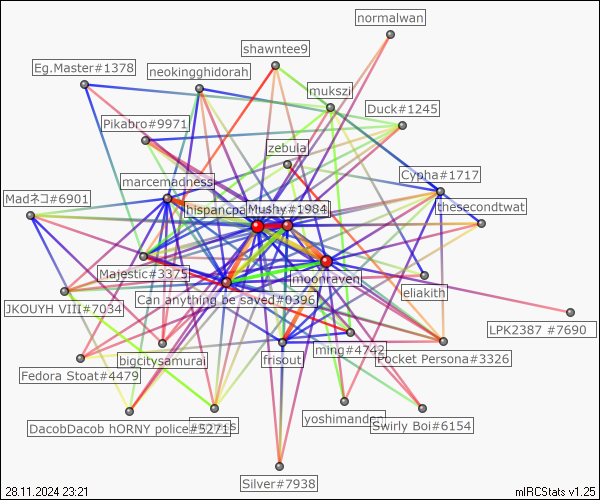 normalwan
shawntee9
Eg.Master#1378
neokingghidorah
mukszi
Duck#1245
Pikabro#9971
zebula
Cypha#1717
marcemadness
Madネコ#6901
Mushy#1984
thesecondtwat
moonraven
Majestic#3375
eliakith
Can anything be saved#0396
JKOUYH VIII#7034
LPK2387 #7690
ming#4742
frisout
bigcitysamurai
Pocket Persona#3326
Fedora Stoat#4479
yoshimandan
Swirly Boi#6154
DacobDacob hORNY police#5271
Silver#7938
28.11.2024 23:21
mIRCStats v1.25